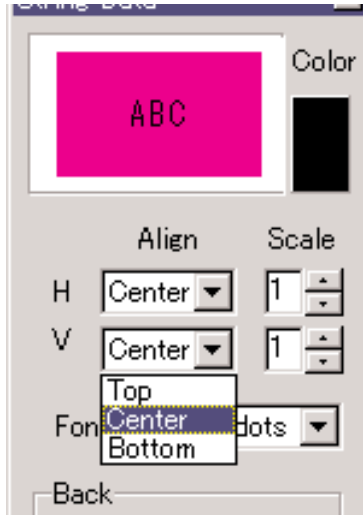 String Data
Color
ABC
Align Scale
H Center 1
V Center 1
Top
Center
Bottom
Fon dots
Back